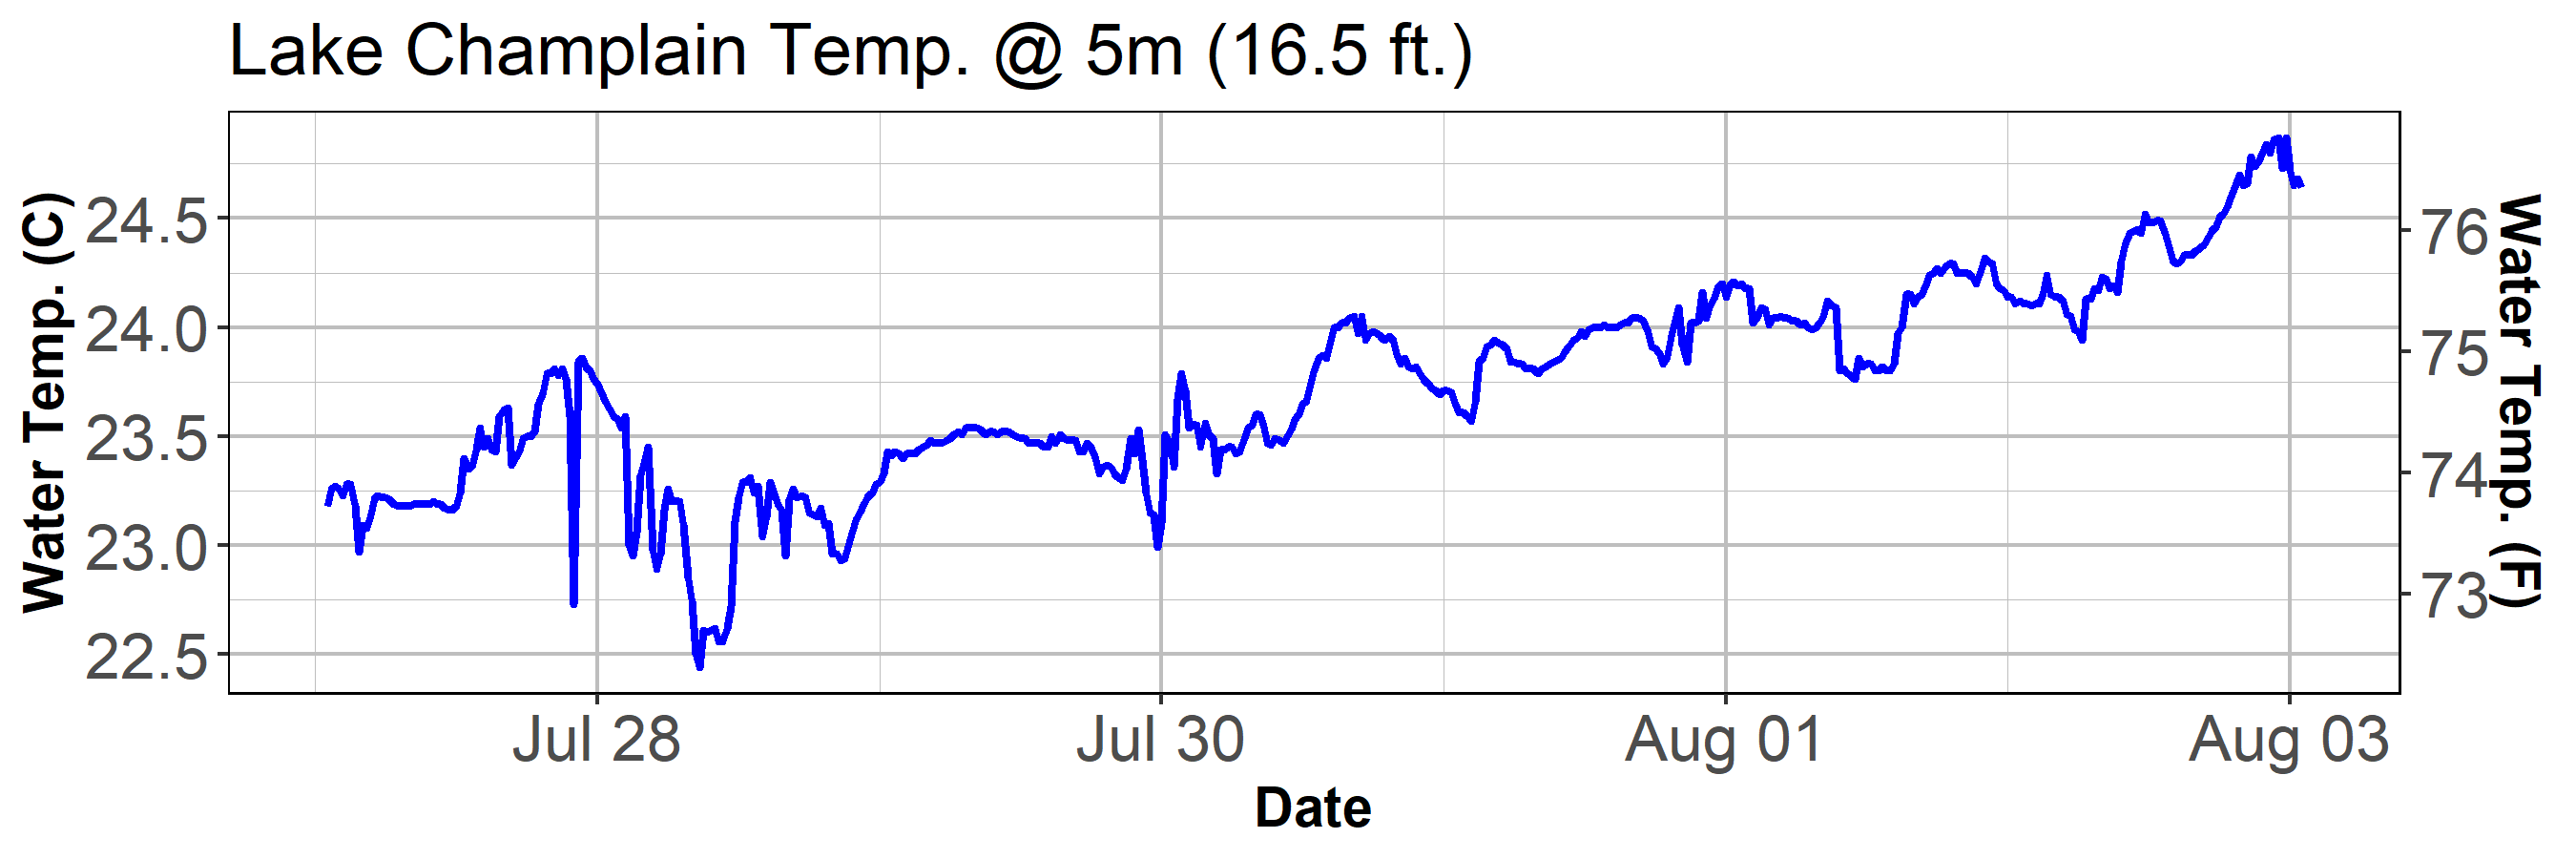 Lake Champlain Temp. @ 5m (16.5 ft.)
Water Temp. (C)
24.5
24.0
23.5
23.0
22.5
76
75
74
73
Water Temp. (F)
Jul 28
Jul 30
Aug 01
Aug 03
Date